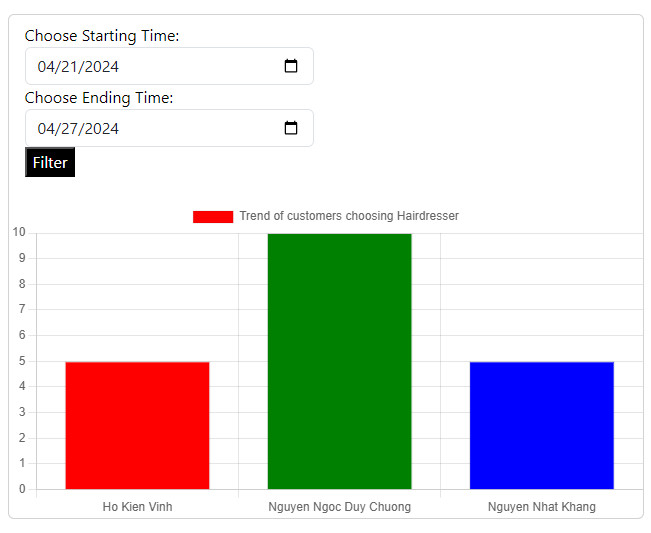 Choose Starting Time:
04/21/2024
Choose Ending Time:
04/27/2024
Filter
Trend of customers choosing Hairdresser
10
9
8
7
6
5
4
3
2
1
0
Ho Kien Vinh Nguyen Ngoc Duy Chuong Nguyen Nhat Khang